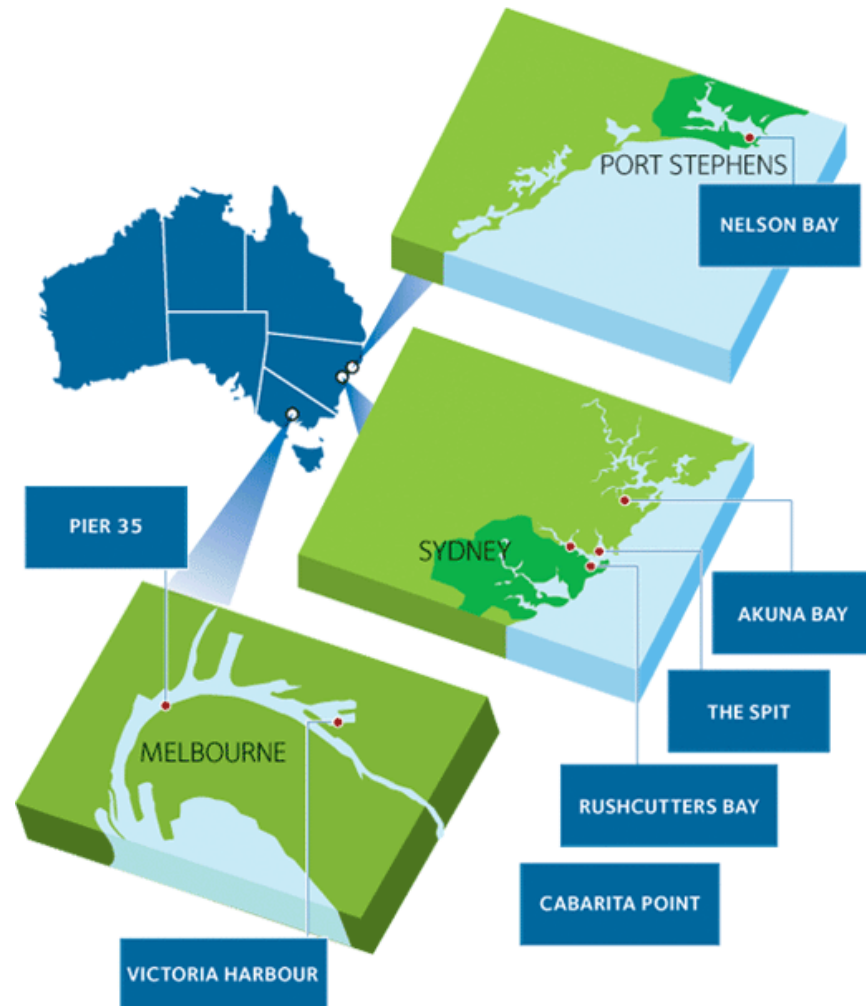 PORT STEPHENS
NELSON BAY
PIER 35
SYDNEY
AKUNA BAY
THE SPIT
MELBOURNE
RUSHCUTTERS BAY
CABARITA POINT
VICTORIA HARBOUR